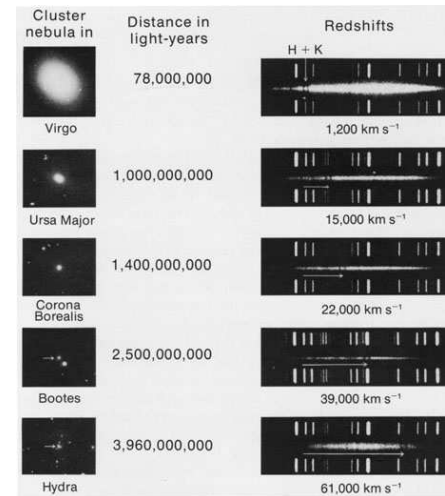 Cluster
nebula in
Distance in
light-years
Redshifts
H + K
78,000,000
Virgo
1,200 km s⁻¹
1,000,000,000
Ursa Major
15,000 km s⁻¹
1,400,000,000
Corona
Borealis
22,000 km s⁻¹
2,500,000,000
Bootes
39,000 km s⁻¹
3,960,000,000
Hydra
61,000 km s⁻¹